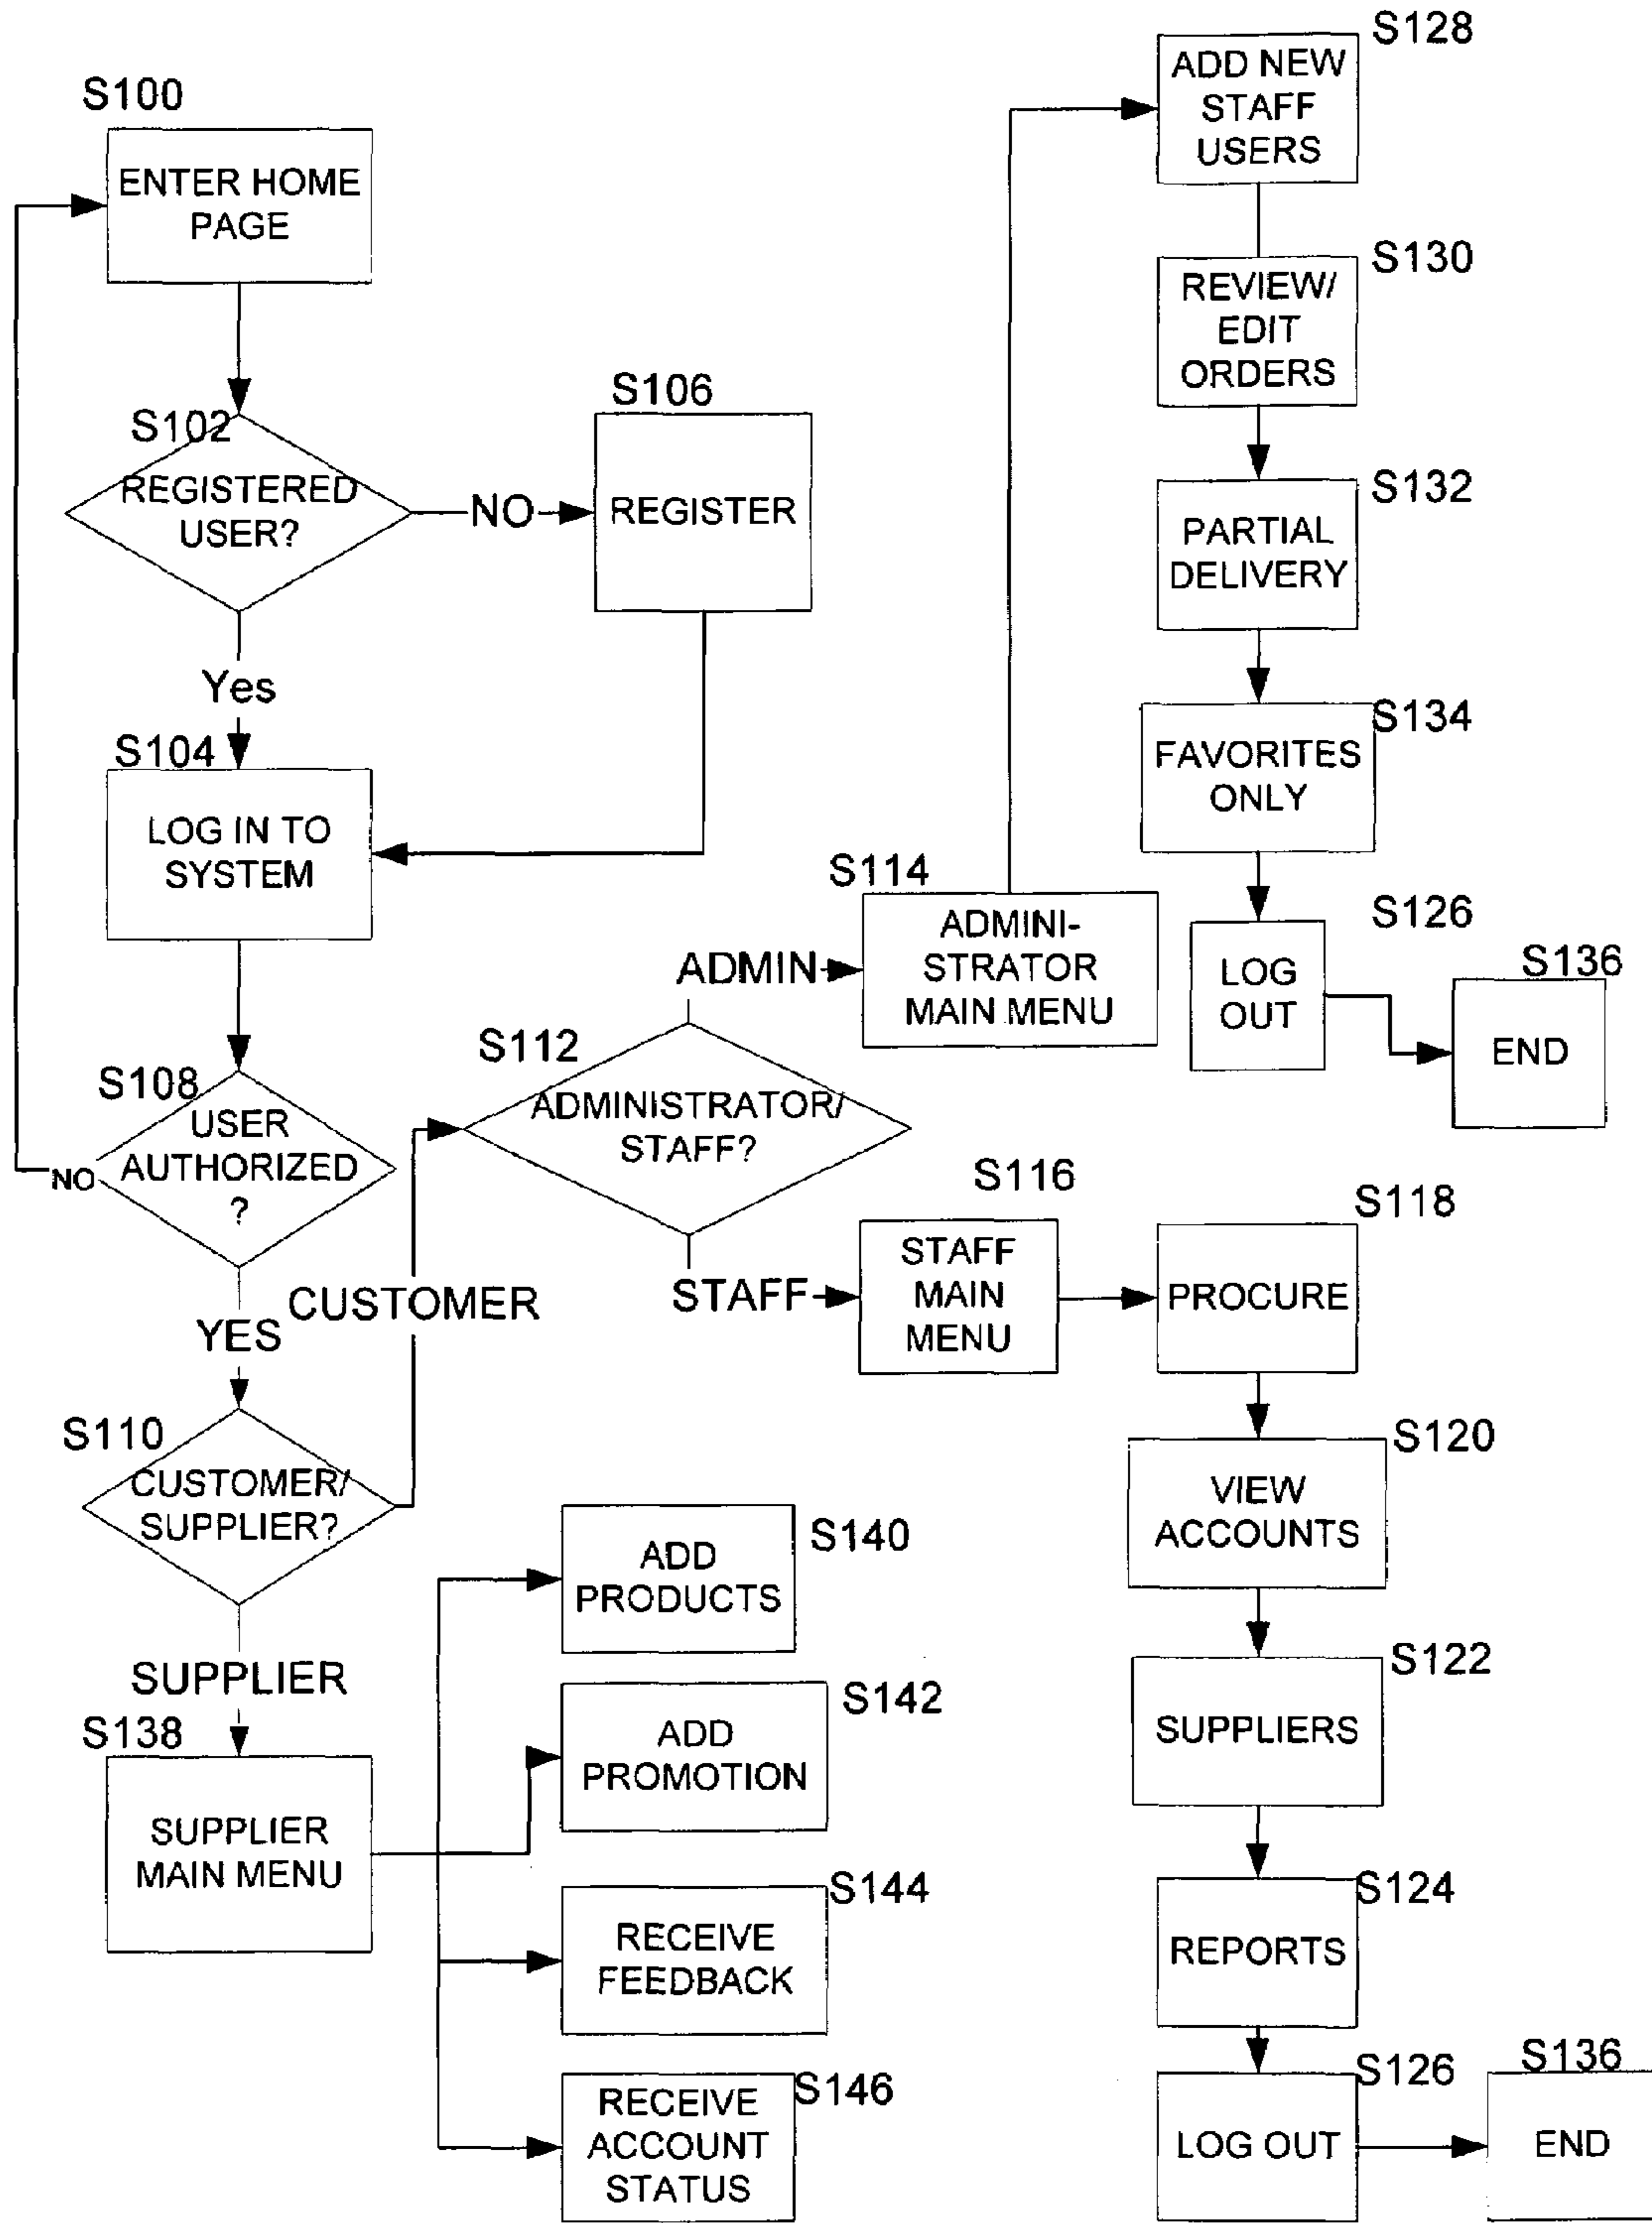 S100
ENTER HOME
PAGE
S102
REGISTERED
USER?
NO
S106
REGISTER
Yes
S104
LOG IN TO
SYSTEM
S108
USER
AUTHORIZED
?
NO
YES
CUSTOMER
S110
CUSTOMER/
SUPPLIER?
SUPPLIER
S138
SUPPLIER
MAIN MENU
S140
ADD
PRODUCTS
S142
ADD
PROMOTION
S144
RECEIVE
FEEDBACK
S146
RECEIVE
ACCOUNT
STATUS
S112
ADMINISTRATOR/
STAFF?
ADMIN
S114
ADMINI-
STRATOR
MAIN MENU
STAFF
S116
STAFF
MAIN
MENU
S128
ADD NEW
STAFF
USERS
S130
REVIEW/
EDIT
ORDERS
S132
PARTIAL
DELIVERY
S134
FAVORITES
ONLY
S126
LOG
OUT
S136
END
S118
PROCURE
S120
VIEW
ACCOUNTS
S122
SUPPLIERS
S124
REPORTS
S126
LOG OUT
S136
END